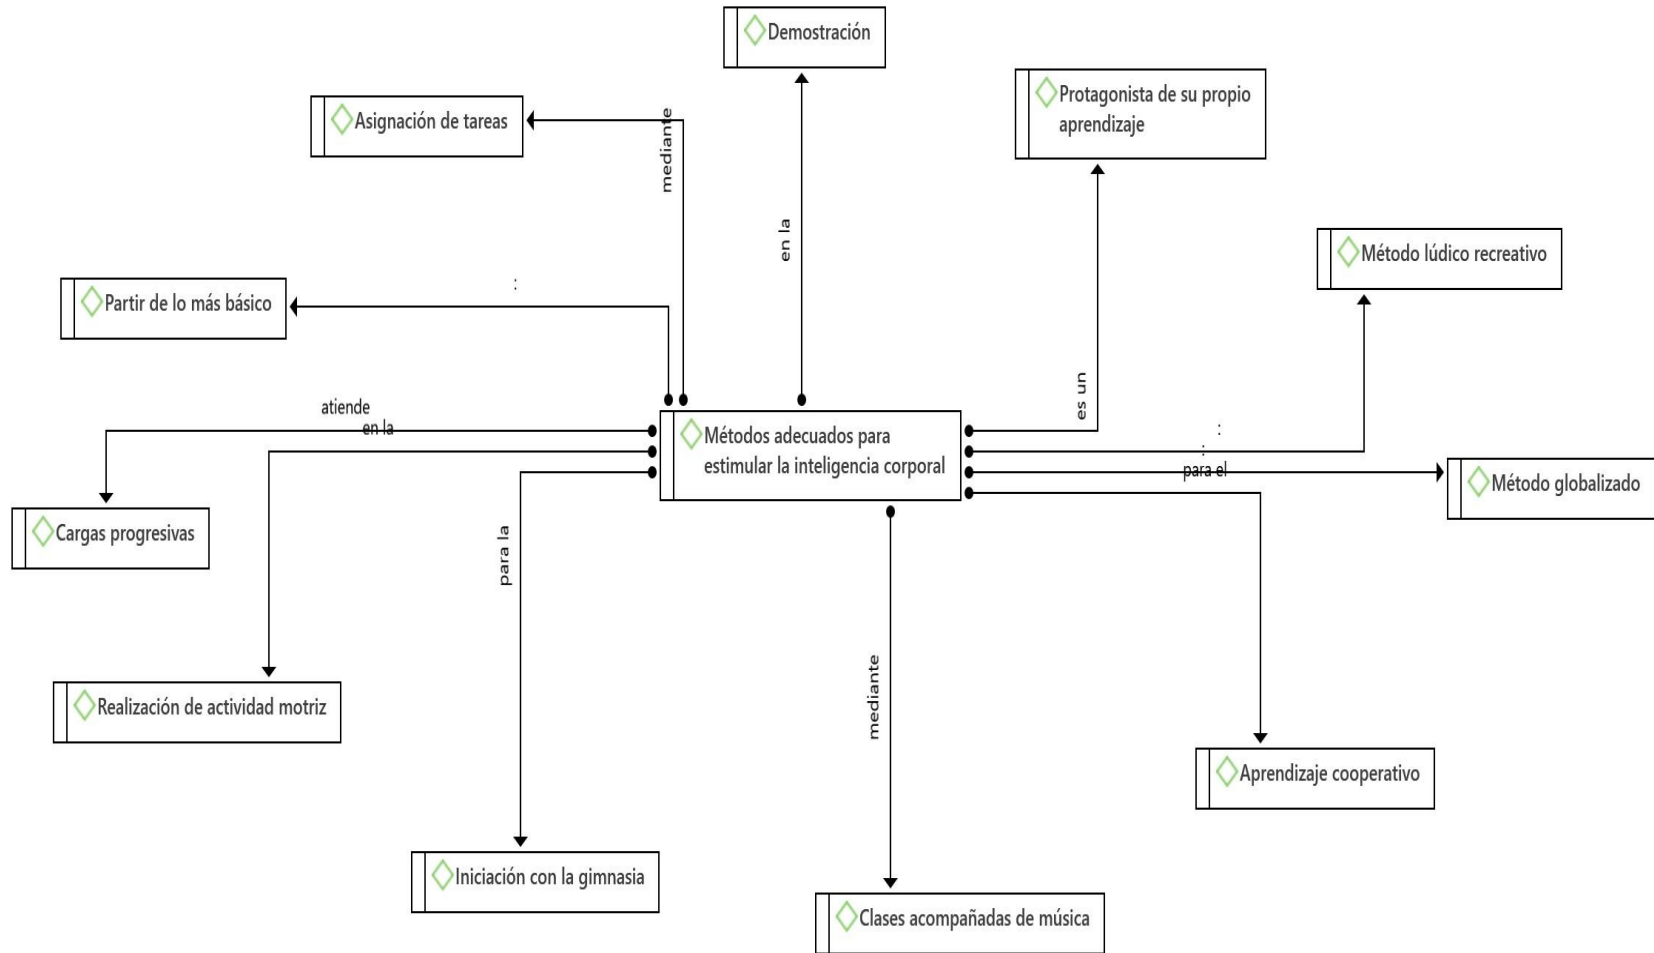 Demostración
Protagonista de su propio
aprendizaje
Asignación de tareas
mediante
en la
Método lúdico recreativo
Partir de lo más básico
:
es un
atiende
en la
Métodos adecuados para
estimular la inteligencia corporal
:
:
para el
Método globalizado
Cargas progresivas
para la
Realización de actividad motriz
mediante
Aprendizaje cooperativo
Iniciación con la gimnasia
Clases acompañadas de música